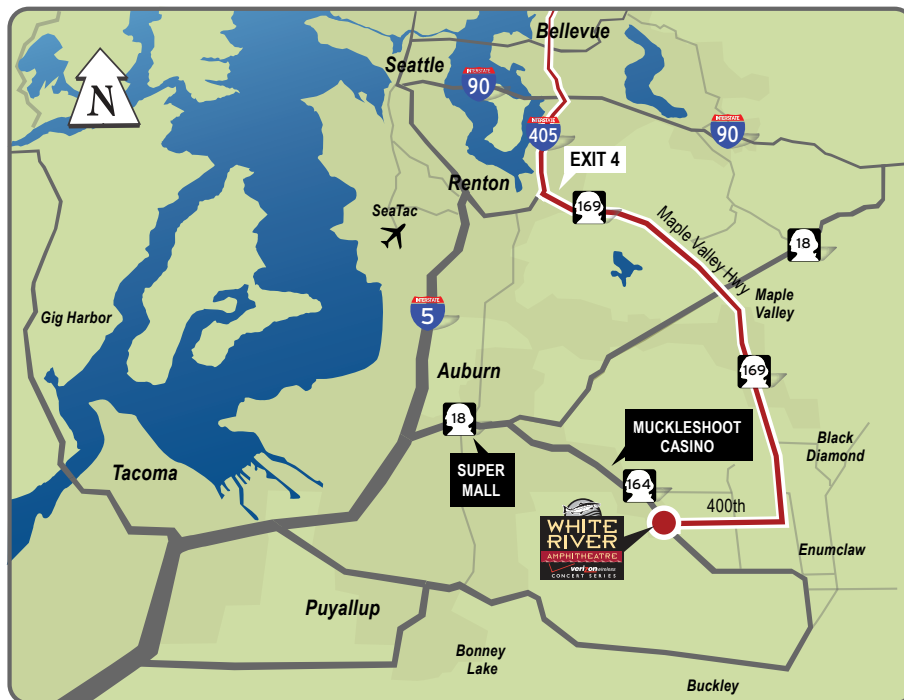 Bellevue
Seattle
INTERSTATE
90
INTERSTATE
405
INTERSTATE
90
N
EXIT 4
Renton
169
SeaTac
Maple Valley Hwy
18
Maple
Valley
INTERSTATE
5
Gig Harbor
Auburn
169
18
MUCKLESHOOT
CASINO
Black
Diamond
SUPER
MALL
Tacoma
164
400th
WHITE
RIVER
AMPHITHEATRE
verizonwireless
CONCERT SERIES
Enumclaw
Puyallup
Bonney
Lake
Buckley